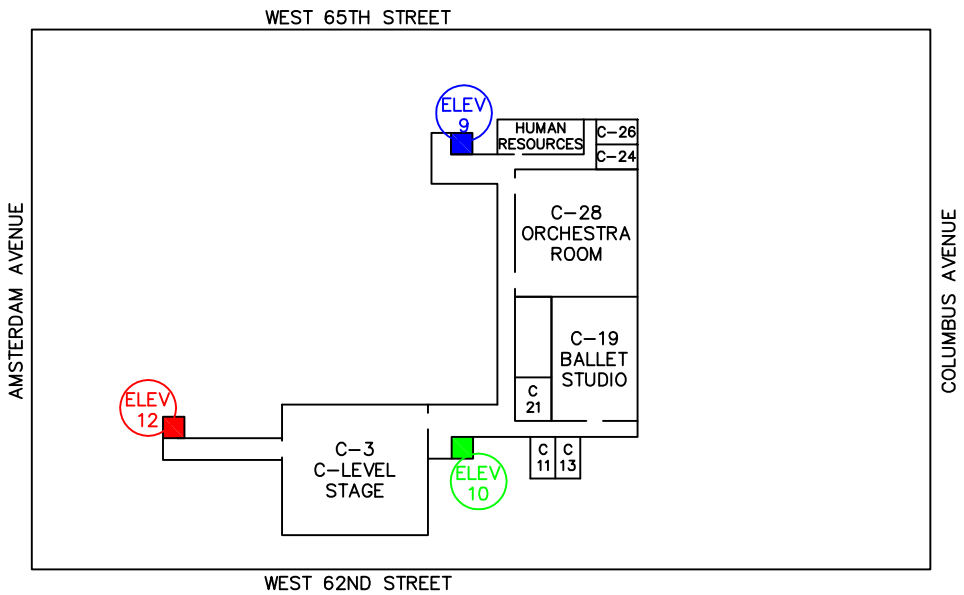 WEST 65TH STREET
ELEV
9
HUMAN
RESOURCES
C-26
C-24
C-28
ORCHESTRA
ROOM
AMSTERDAM AVENUE
COLUMBUS AVENUE
C-19
BALLET
STUDIO
C
21
ELEV
12
C-3
C-LEVEL
STAGE
C
11
C
13
ELEV
10
WEST 62ND STREET